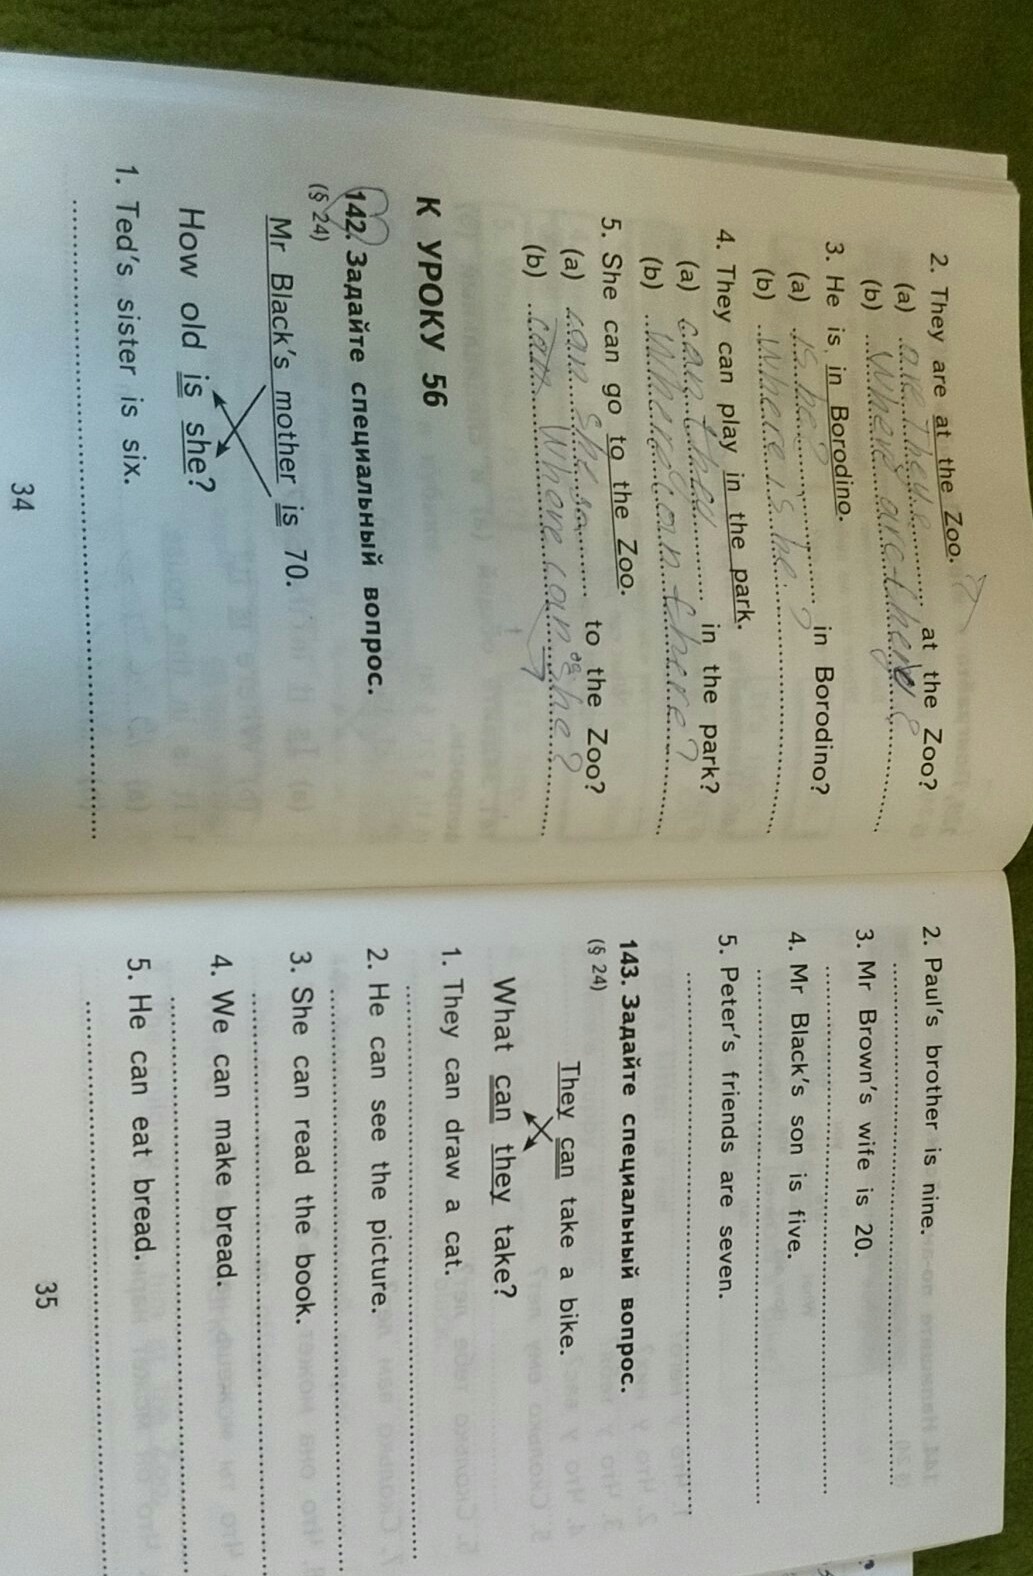 2. They are at the Zoo.
(a) are they at the Zoo?
(b) Where are they?
3. He is in Borodino.
(a) is he in Borodino?
(b) Where is he?
4. They can play in the park.
(a) can they in the park?
(b) Where can there?
5. She can go to the Zoo.
(a) can she to the Zoo?
(b) can Where can go she?
К УРОКУ 56
142. Задайте специальный вопрос.
(§ 24)
Mr Black's mother is 70.
How old is she?
1. Ted's sister is six.
34
2. Paul's brother is nine.
3. Mr Brown's wife is 20.
4. Mr Black's son is five.
5. Peter's friends are seven.
143. Задайте специальный вопрос.
(§ 24)
They can take a bike.
What can they take?
1. They can draw a cat.
2. He can see the picture.
3. She can read the book.
4. We can make bread.
5. He can eat bread.
35